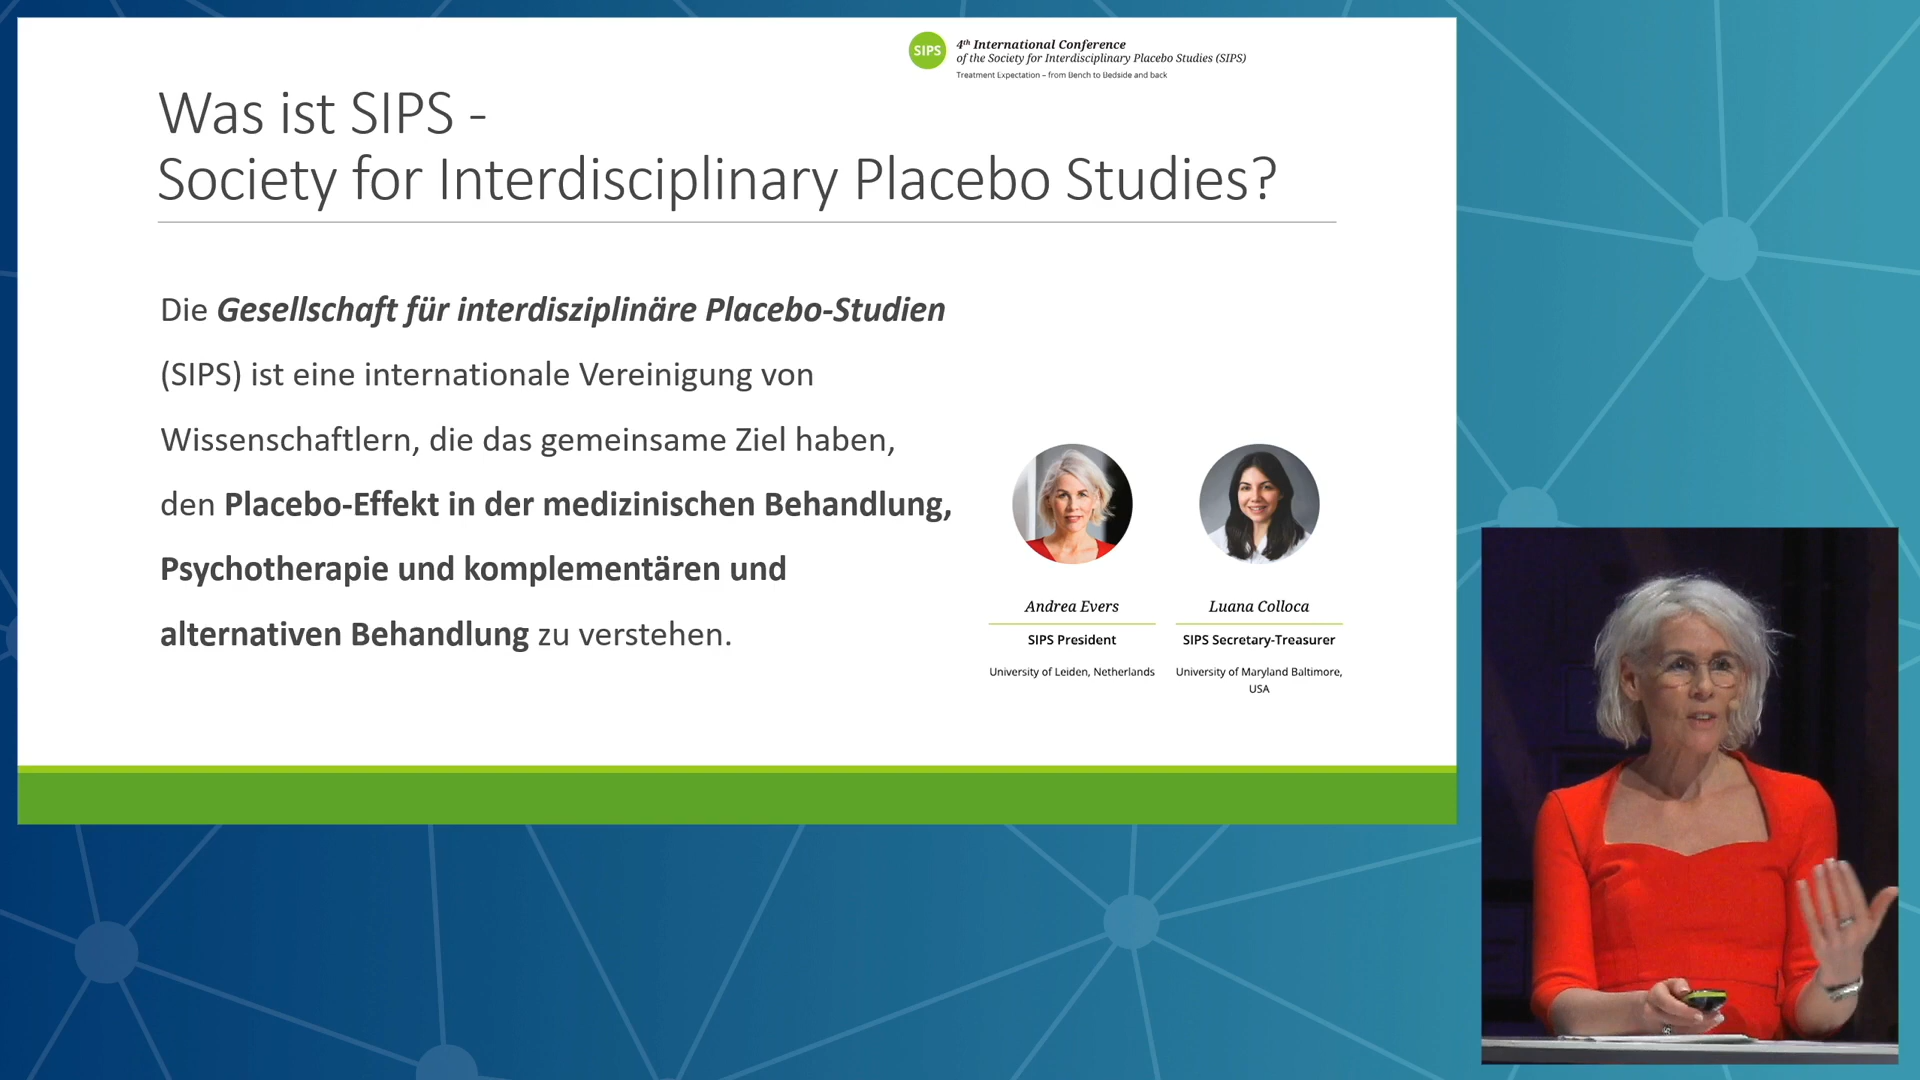 SIPS
4th International Conference
of the Society for Interdisciplinary Placebo Studies (SIPS)
Treatment Expectation – from Bench to Bedside and back
Was ist SIPS -
Society for Interdisciplinary Placebo Studies?
Die Gesellschaft für interdisziplinäre Placebo-Studien
(SIPS) ist eine internationale Vereinigung von
Wissenschaftlern, die das gemeinsame Ziel haben,
den Placebo-Effekt in der medizinischen Behandlung,
Psychotherapie und komplementären und
alternativen Behandlung zu verstehen.
Andrea Evers
SIPS President
University of Leiden, Netherlands
Luana Colloca
SIPS Secretary-Treasurer
University of Maryland Baltimore,
USA